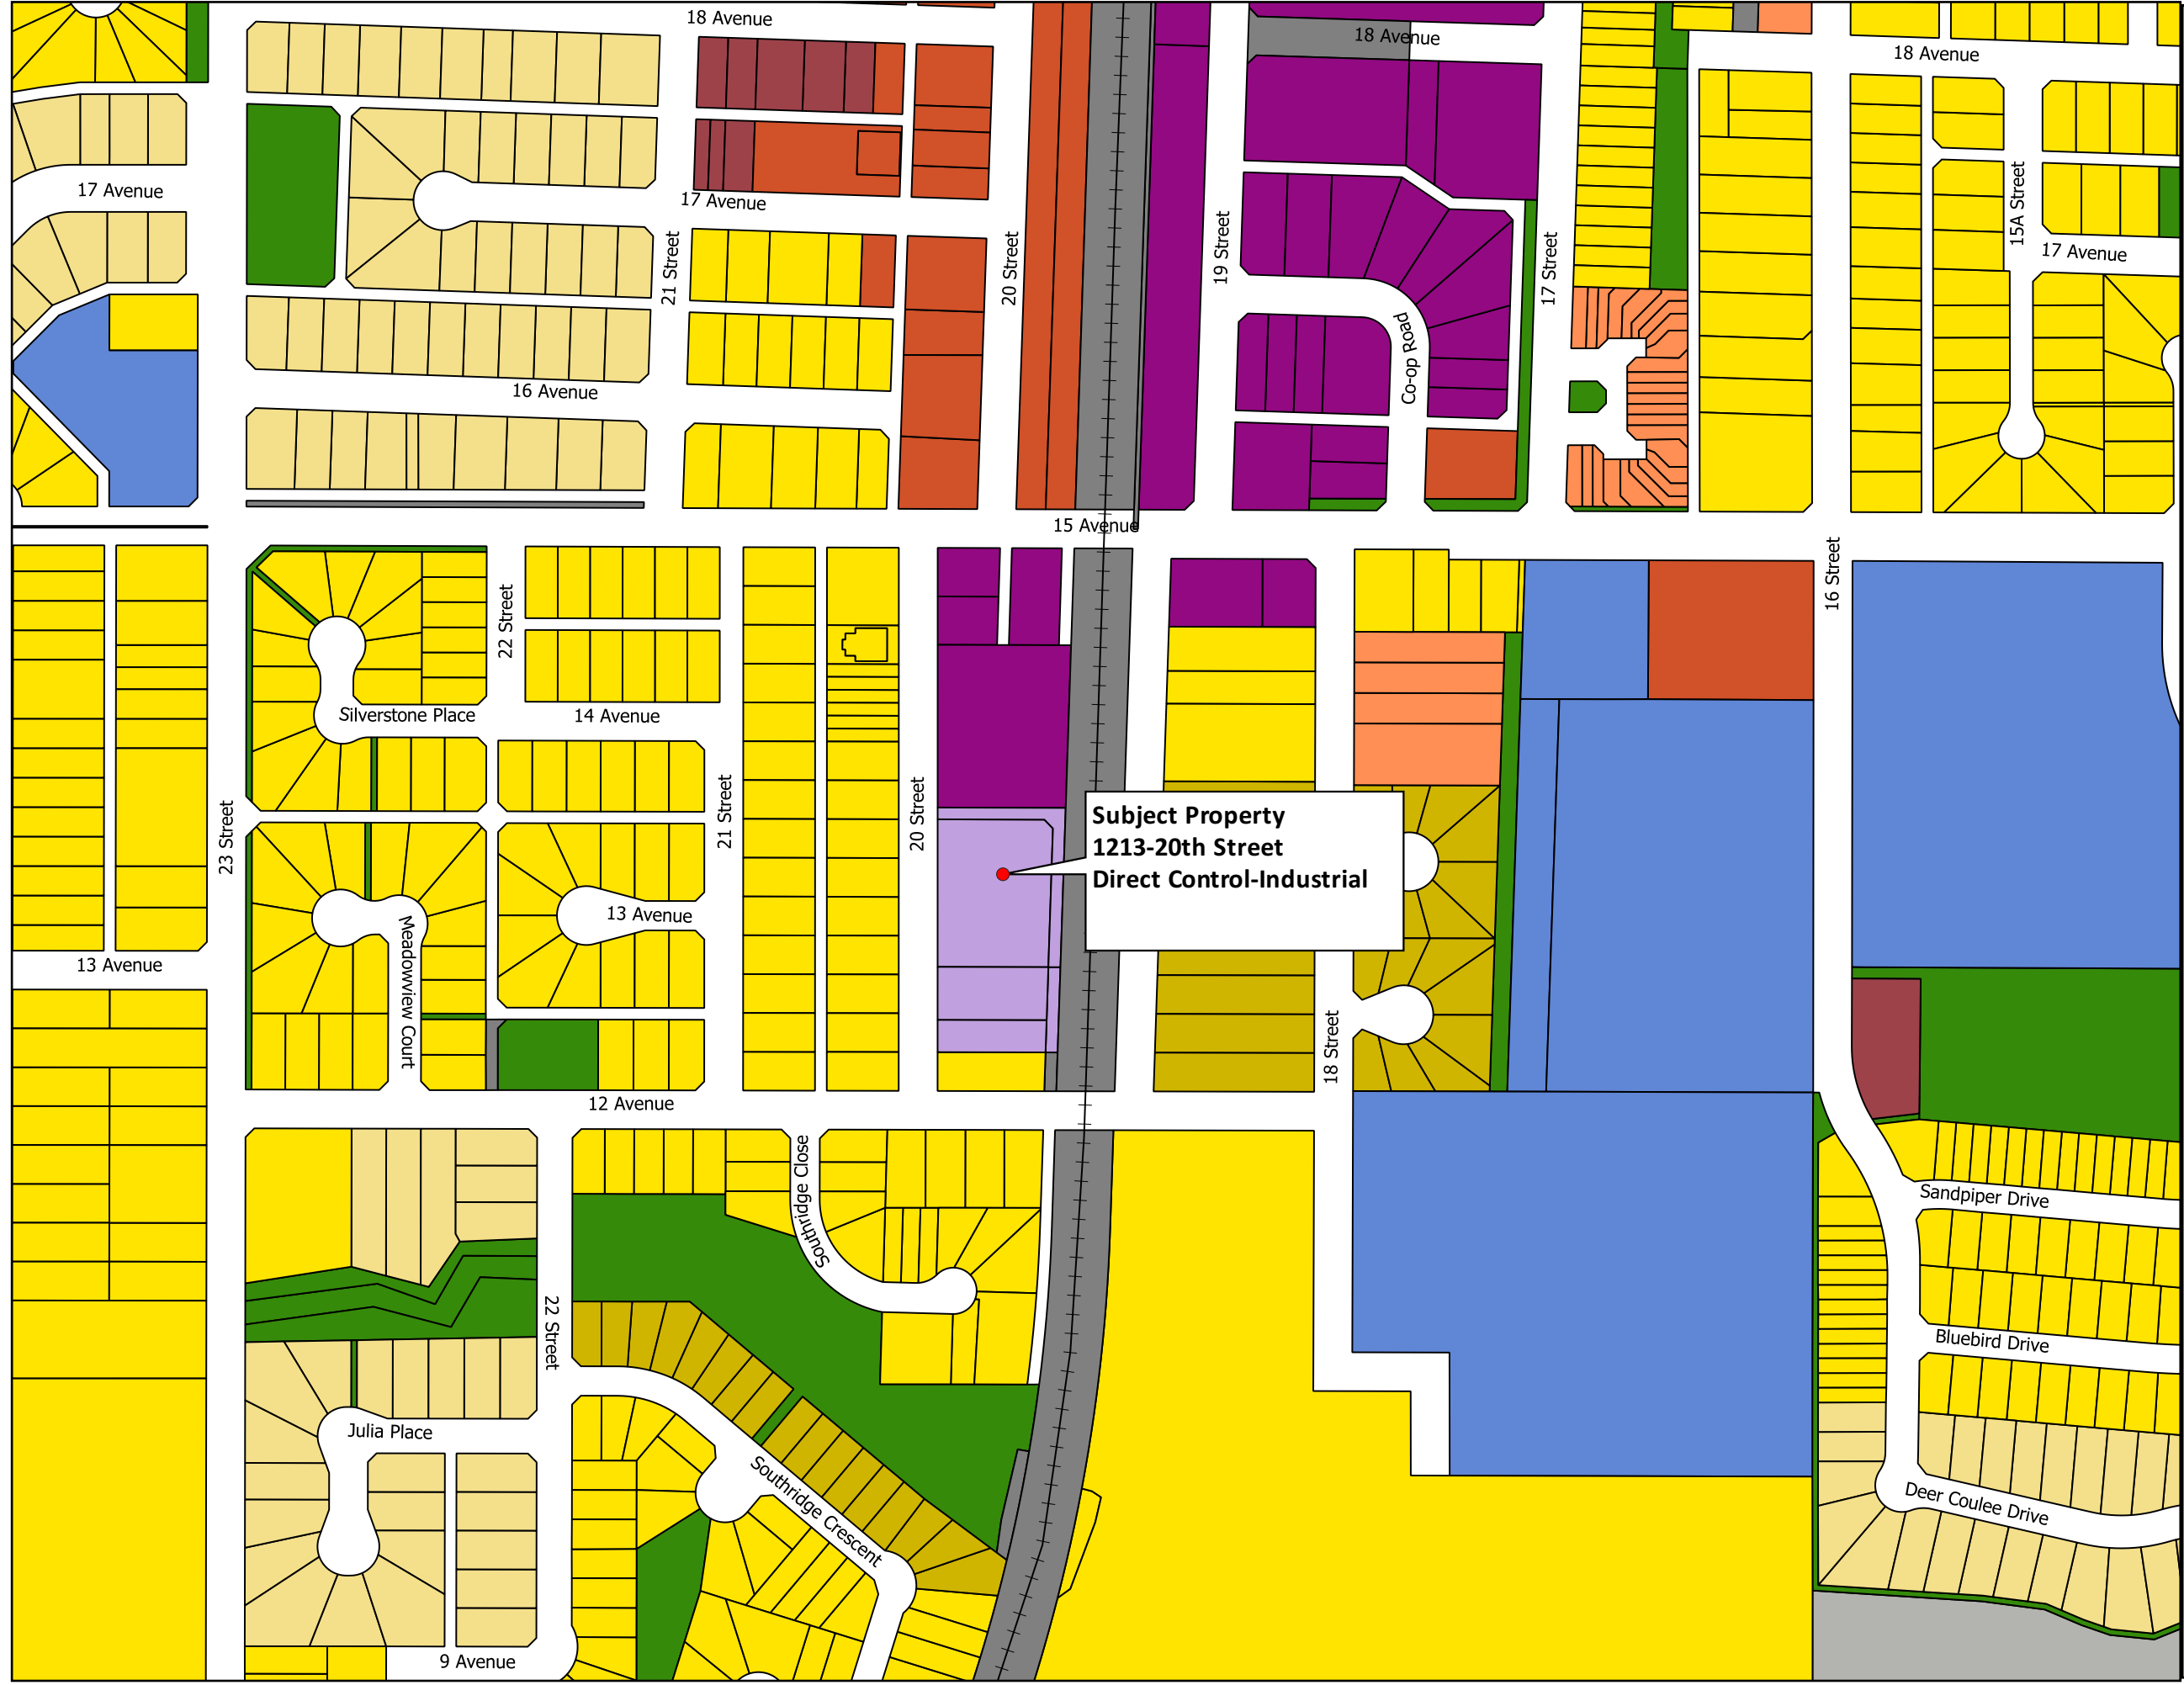 18 Avenue
18 Avenue
18 Avenue
17 Avenue
17 Avenue
15A Street
17 Avenue
21 Street
20 Street
19 Street
17 Street
Co-op Road
16 Avenue
15 Avenue
16 Street
22 Street
Silverstone Place
14 Avenue
23 Street
21 Street
20 Street
Subject Property
1213-20th Street
Direct Control-Industrial
13 Avenue
Meadowview Court
13 Avenue
18 Street
12 Avenue
Southridge Close
Sandpiper Drive
22 Street
Bluebird Drive
Julia Place
Southridge Crescent
Deer Coulee Drive
9 Avenue